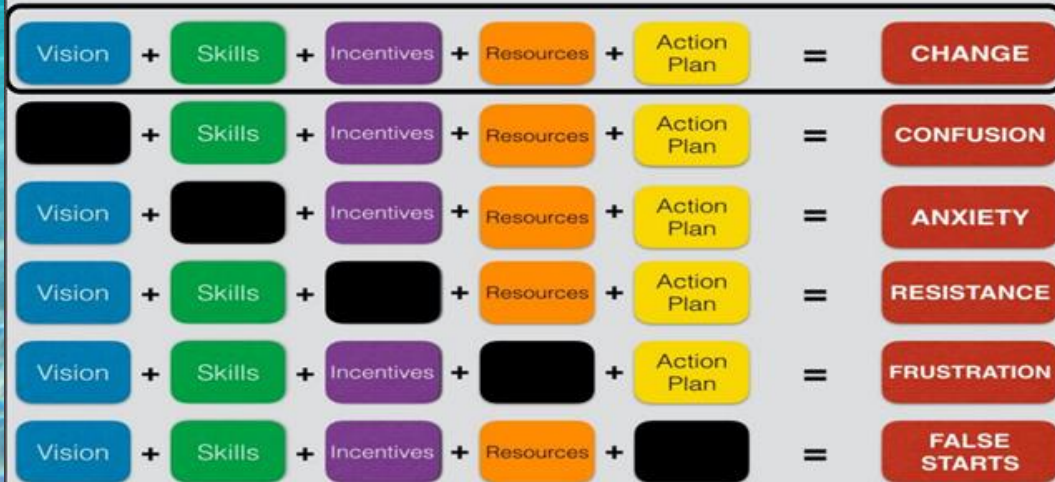 Vision + Skills + Incentives + Resources + Action Plan = CHANGE
+ Skills + Incentives + Resources + Action Plan = CONFUSION
Vision + + Incentives + Resources + Action Plan = ANXIETY
Vision + Skills + + Resources + Action Plan = RESISTANCE
Vision + Skills + Incentives + + Action Plan = FRUSTRATION
Vision + Skills + Incentives + Resources + = FALSE STARTS